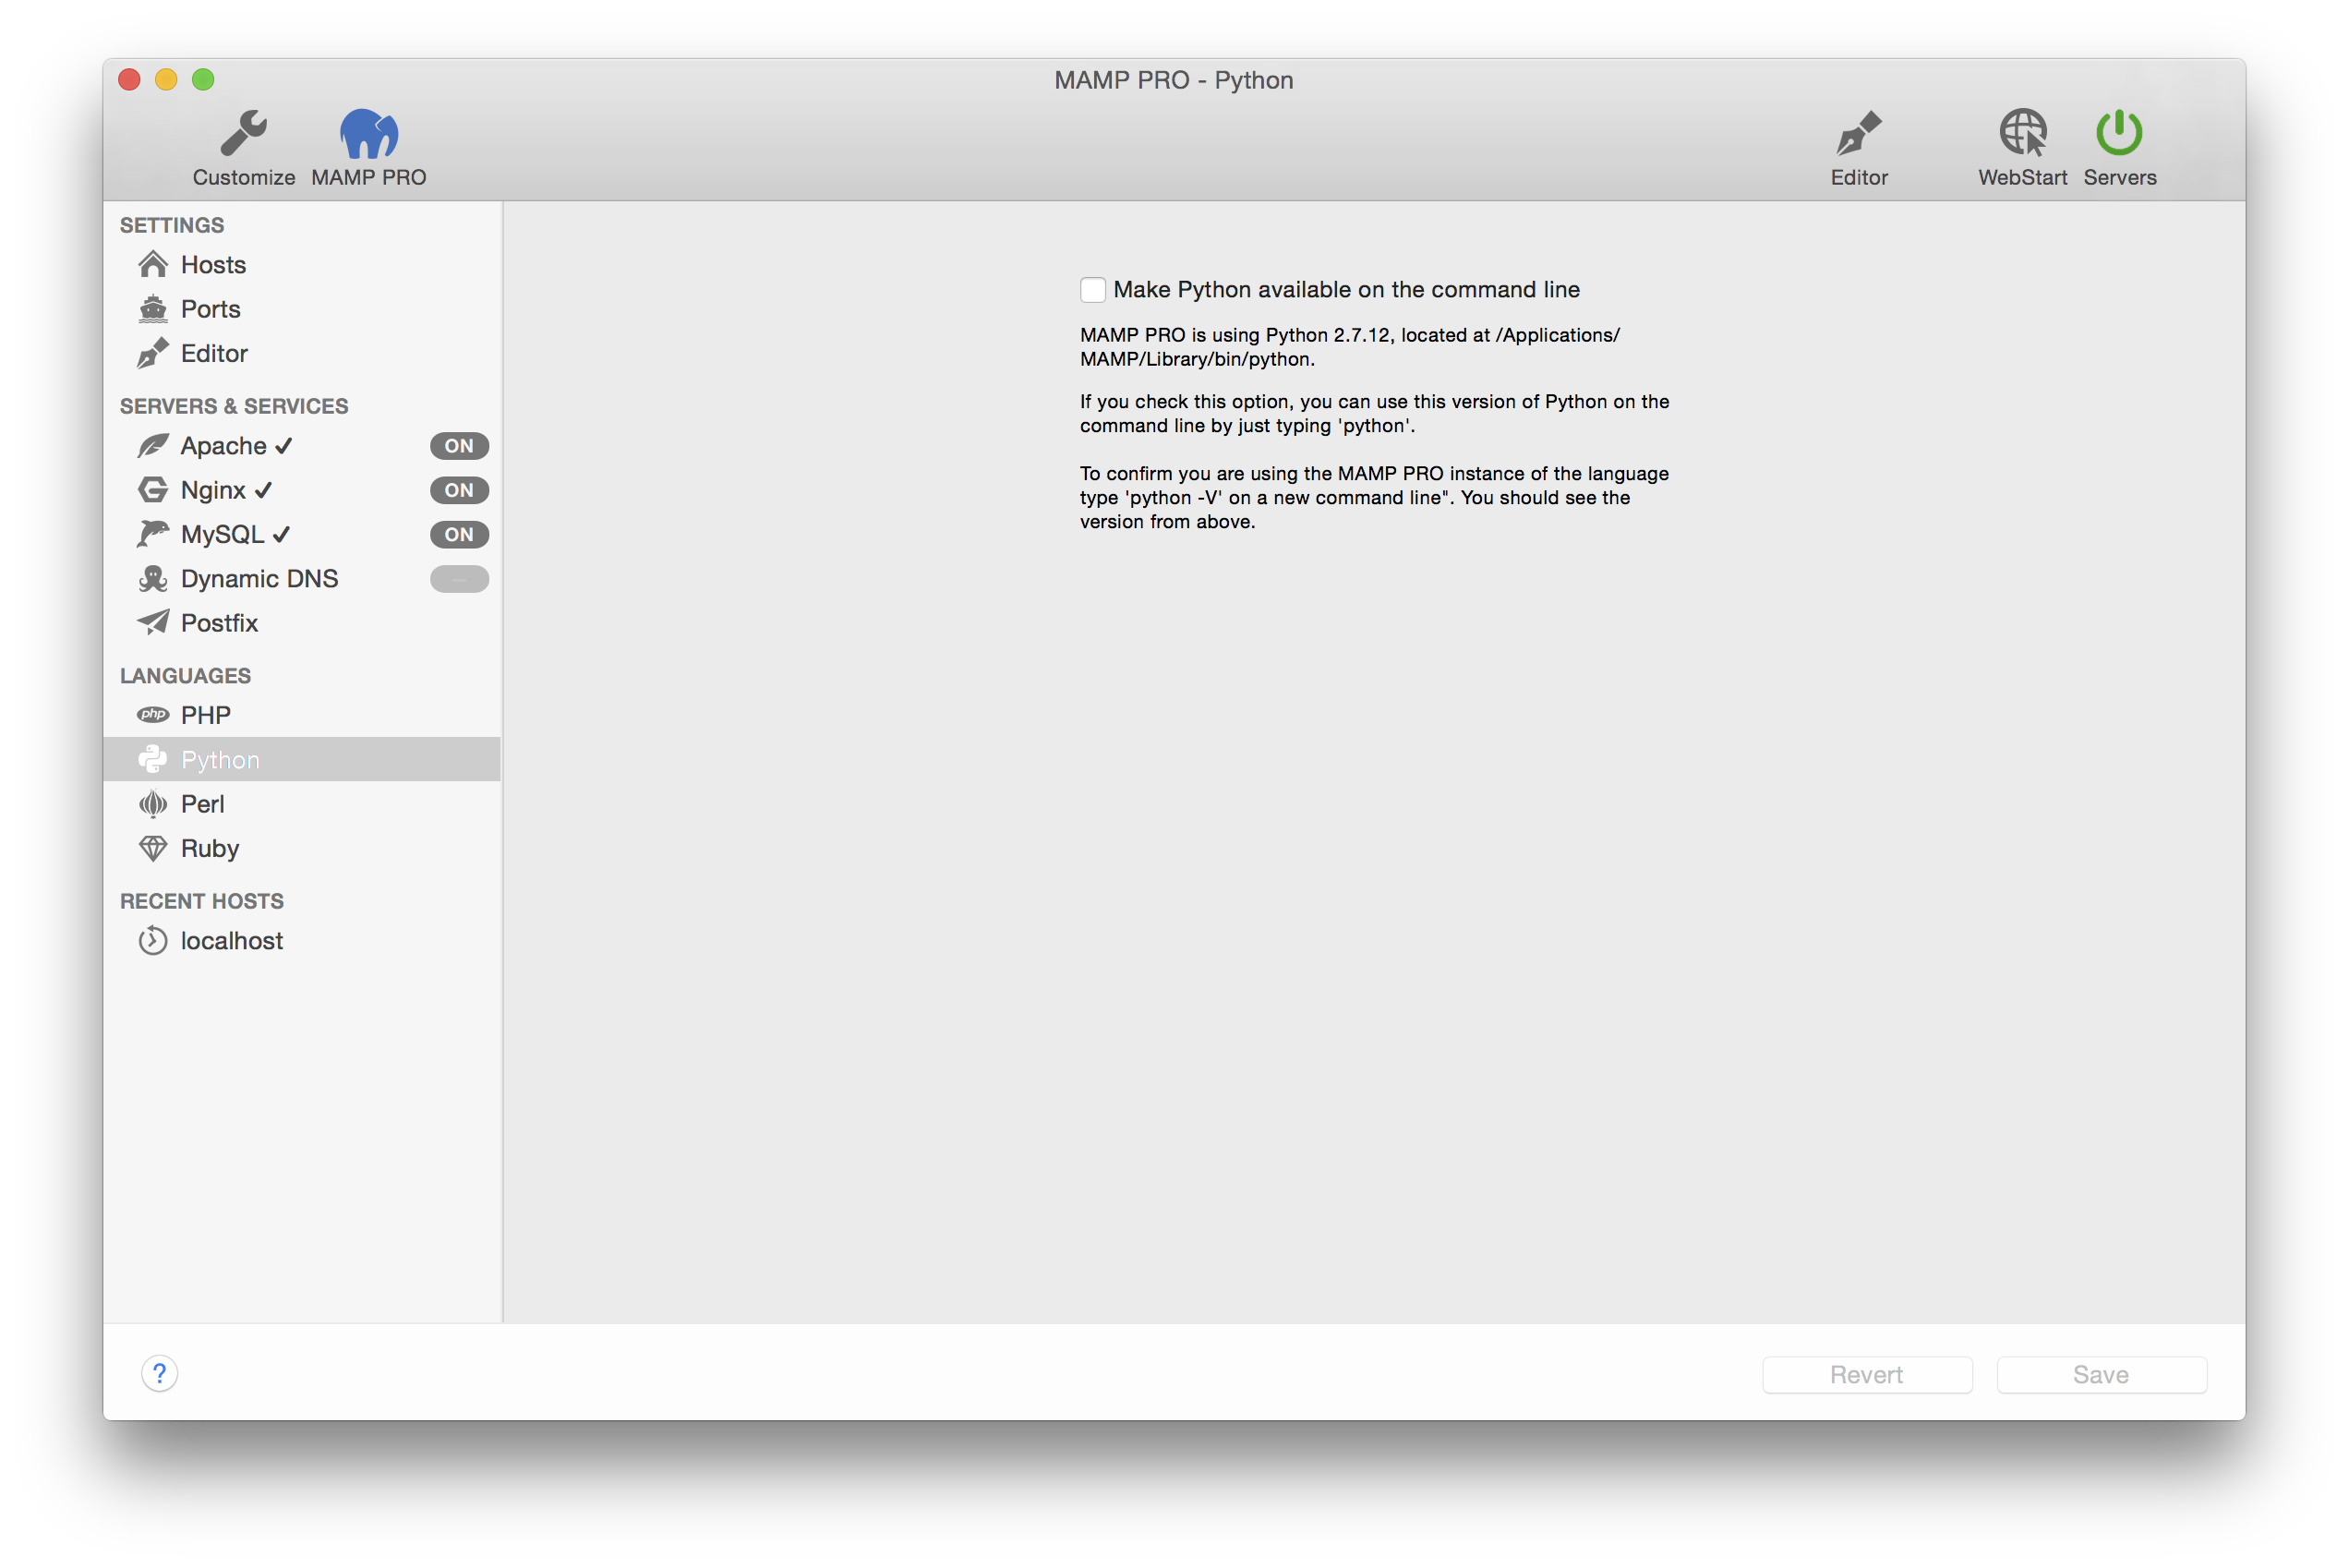 MAMP PRO - Python
Customize
MAMP PRO
Editor
WebStart
Servers
SETTINGS
Hosts
Ports
Editor
SERVERS & SERVICES
Apache ✓ ON
Nginx ✓ ON
MySQL ✓ ON
Dynamic DNS –
Postfix
LANGUAGES
php PHP
Python
Perl
Ruby
RECENT HOSTS
localhost
Make Python available on the command line
MAMP PRO is using Python 2.7.12, located at /Applications/
MAMP/Library/bin/python.
If you check this option, you can use this version of Python on the
command line by just typing 'python'.
To confirm you are using the MAMP PRO instance of the language
type 'python -V' on a new command line". You should see the
version from above.
?
Revert
Save